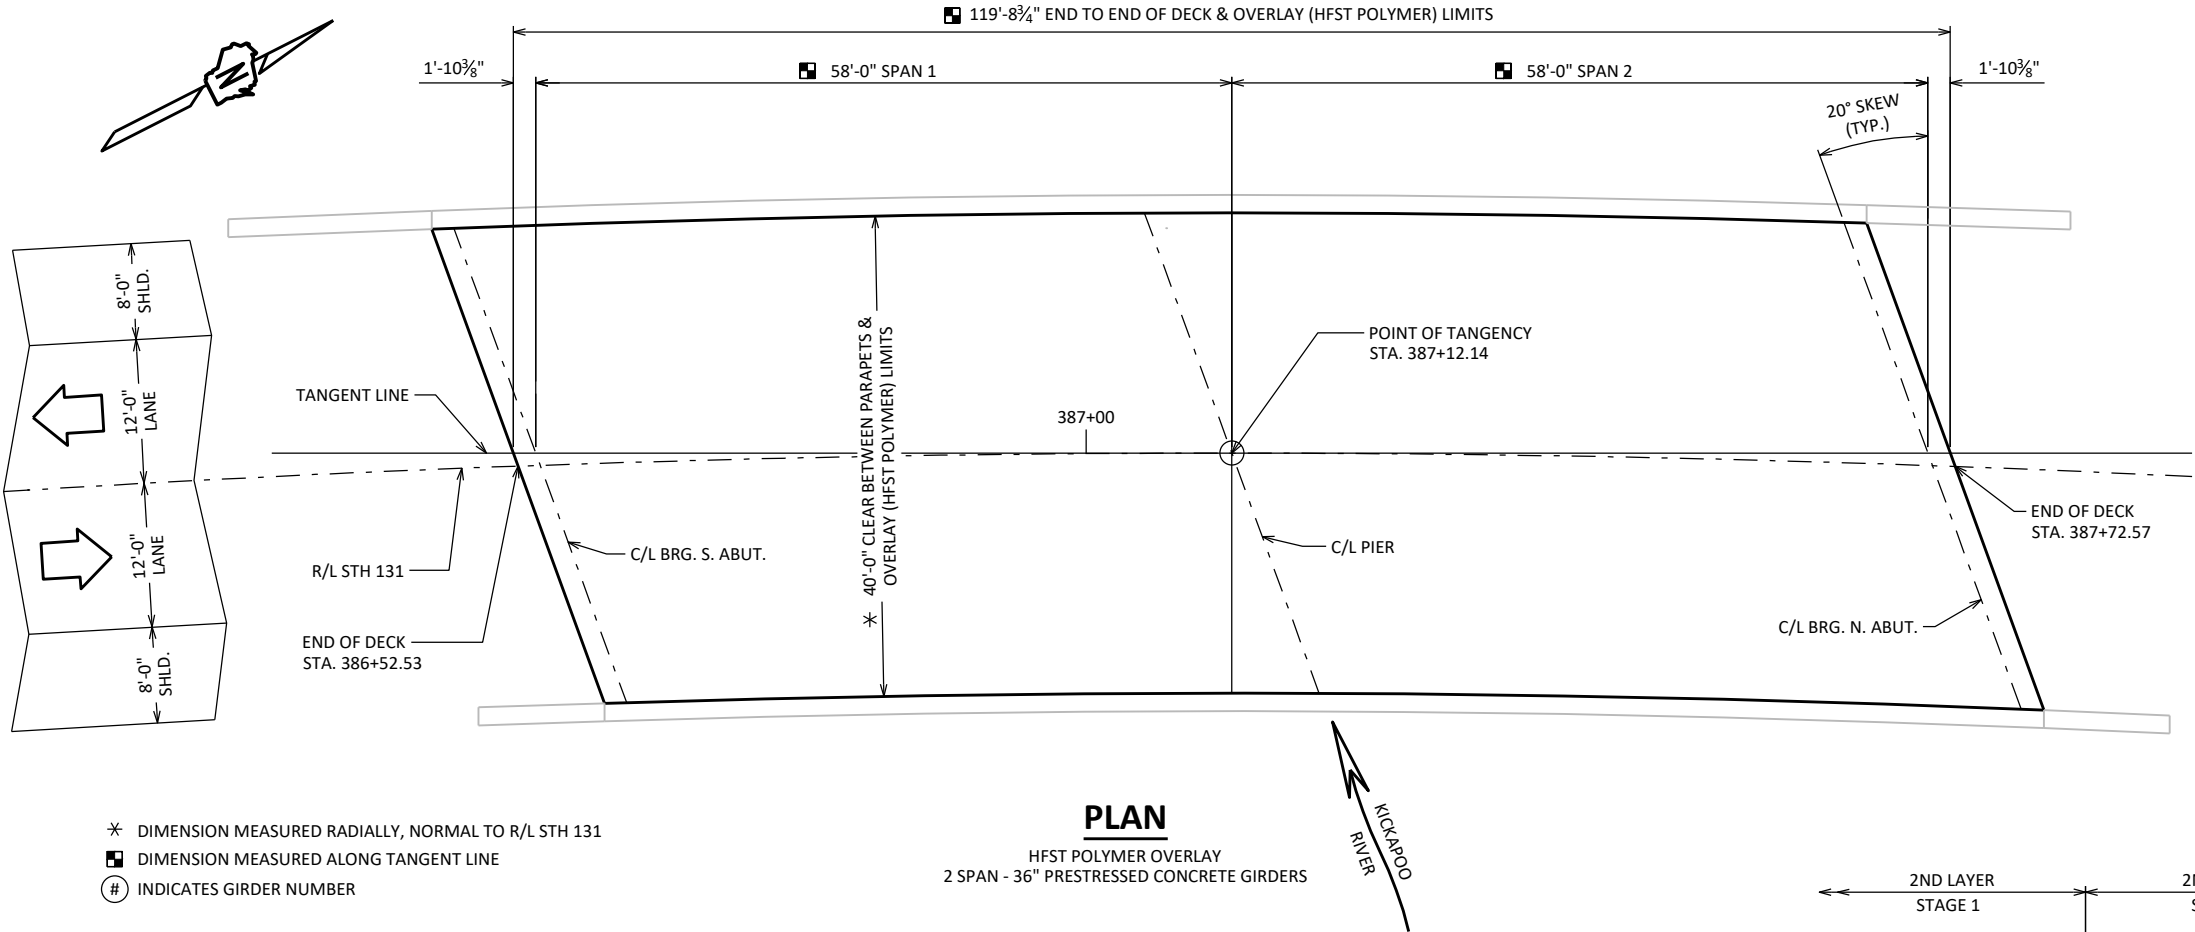 119'-8¾" END TO END OF DECK & OVERLAY (HFST POLYMER) LIMITS
1'-10⅜"
58'-0" SPAN 1
58'-0" SPAN 2
1'-10⅜"
20° SKEW
(TYP.)
N
8'-0"
SHLD.
12'-0"
LANE
12'-0"
LANE
8'-0"
SHLD.
TANGENT LINE
R/L STH 131
END OF DECK
STA. 386+52.53
C/L BRG. S. ABUT.
* 40'-0" CLEAR BETWEEN PARAPETS &
OVERLAY (HFST POLYMER) LIMITS
387+00
POINT OF TANGENCY
STA. 387+12.14
C/L PIER
END OF DECK
STA. 387+72.57
C/L BRG. N. ABUT.
KICKAPOO
RIVER
PLAN
HFST POLYMER OVERLAY
2 SPAN - 36" PRESTRESSED CONCRETE GIRDERS
* DIMENSION MEASURED RADIALLY, NORMAL TO R/L STH 131
DIMENSION MEASURED ALONG TANGENT LINE
# INDICATES GIRDER NUMBER
2ND LAYER
STAGE 1